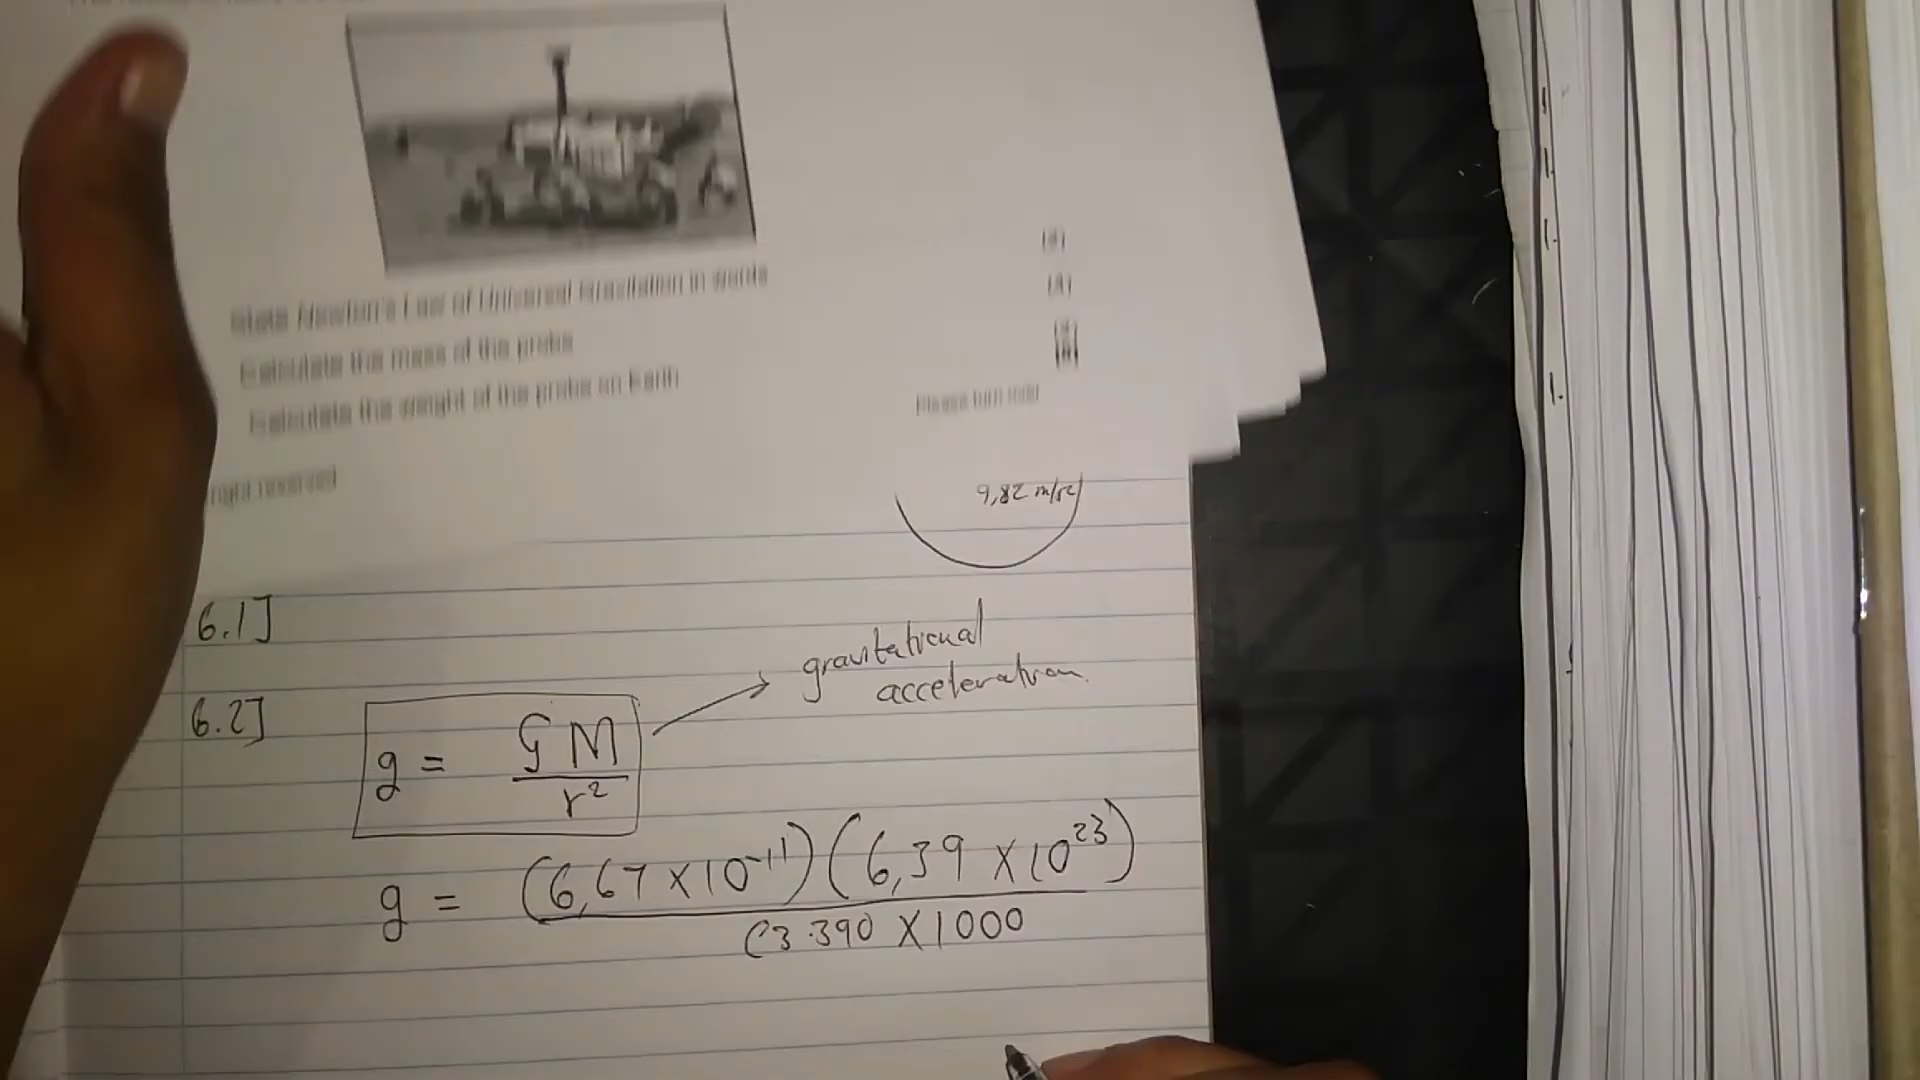 State Newton's Law of Universal Gravitation in words
Calculate the mass of the probe
Calculate the weight of the probe on Earth
Please turn over
right reserved
9,82 m/s2
6.1]
gravitational
acceleration.
6.2]
g = GM
r²
g = (6,67 × 10⁻¹¹)(6,39 × 10²³)
(3.390 × 1000